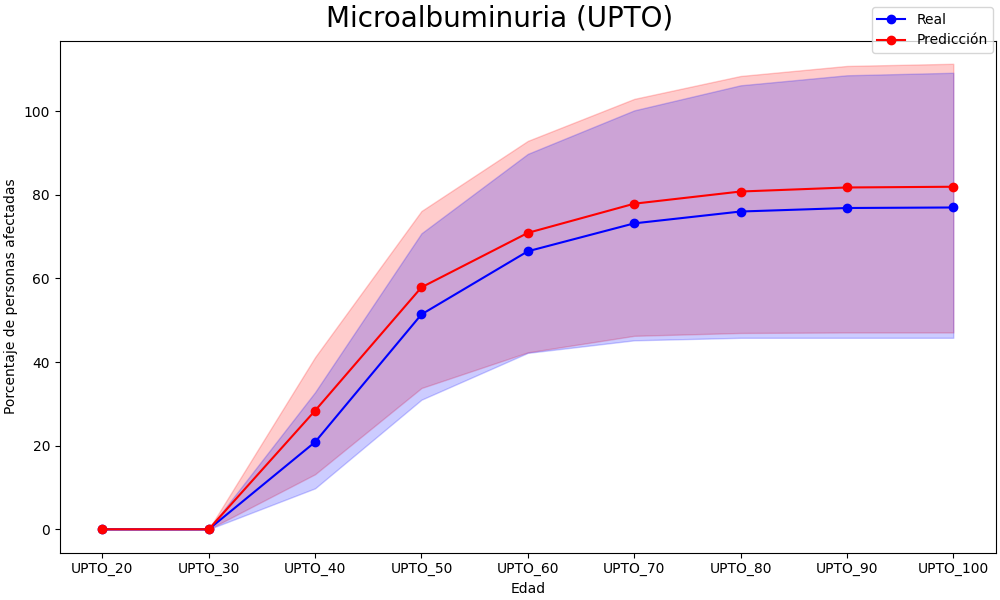 Microalbuminuria (UPTO)
Real
Predicción
Porcentaje de personas afectadas
100
80
60
40
20
0
UPTO_20 UPTO_30 UPTO_40 UPTO_50 UPTO_60 UPTO_70 UPTO_80 UPTO_90 UPTO_100
Edad